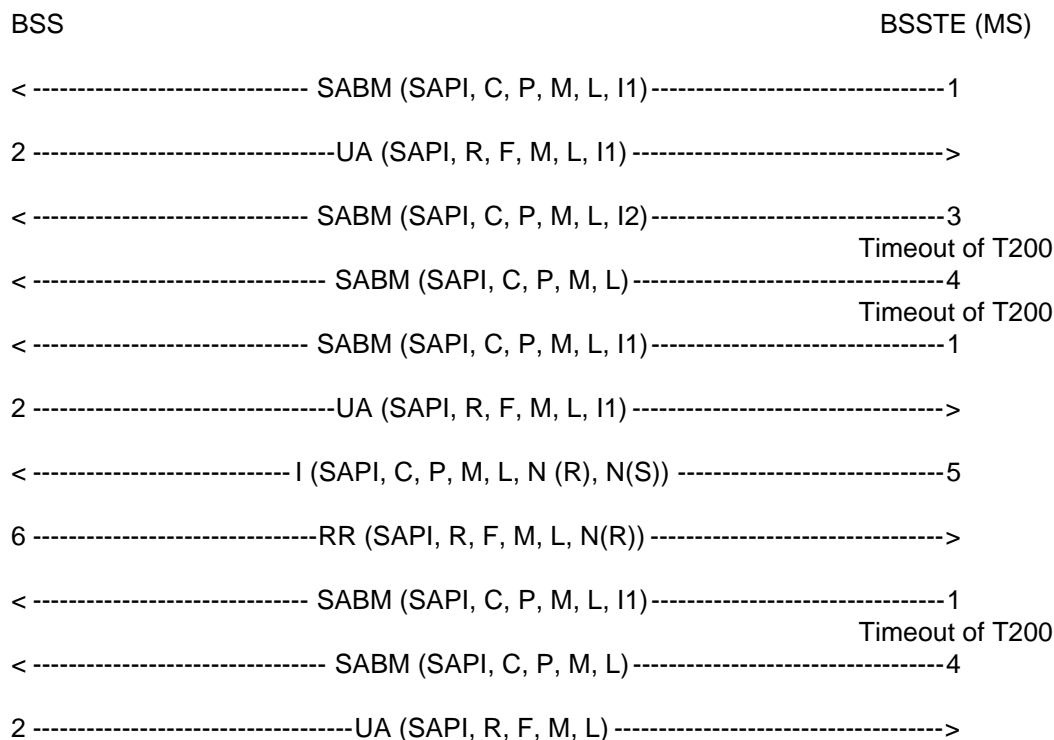 BSS BSSTE (MS)
< ------------------------------- SABM (SAPI, C, P, M, L, I1)---------------------------------1
2 ----------------------------------UA (SAPI, R, F, M, L, I1) ----------------------------------->
< ------------------------------- SABM (SAPI, C, P, M, L, I2)---------------------------------3
Timeout of T200
< --------------------------------- SABM (SAPI, C, P, M, L)-----------------------------------4
Timeout of T200
< ------------------------------- SABM (SAPI, C, P, M, L, I1)---------------------------------1
2 ----------------------------------UA (SAPI, R, F, M, L, I1) ----------------------------------->
< -----------------------------I (SAPI, C, P, M, L, N (R), N(S)) ------------------------------5
6 --------------------------------RR (SAPI, R, F, M, L, N(R)) --------------------------------->
< ------------------------------- SABM (SAPI, C, P, M, L, I1)---------------------------------1
Timeout of T200
< --------------------------------- SABM (SAPI, C, P, M, L)-----------------------------------4
2 ------------------------------------UA (SAPI, R, F, M, L) ------------------------------------->